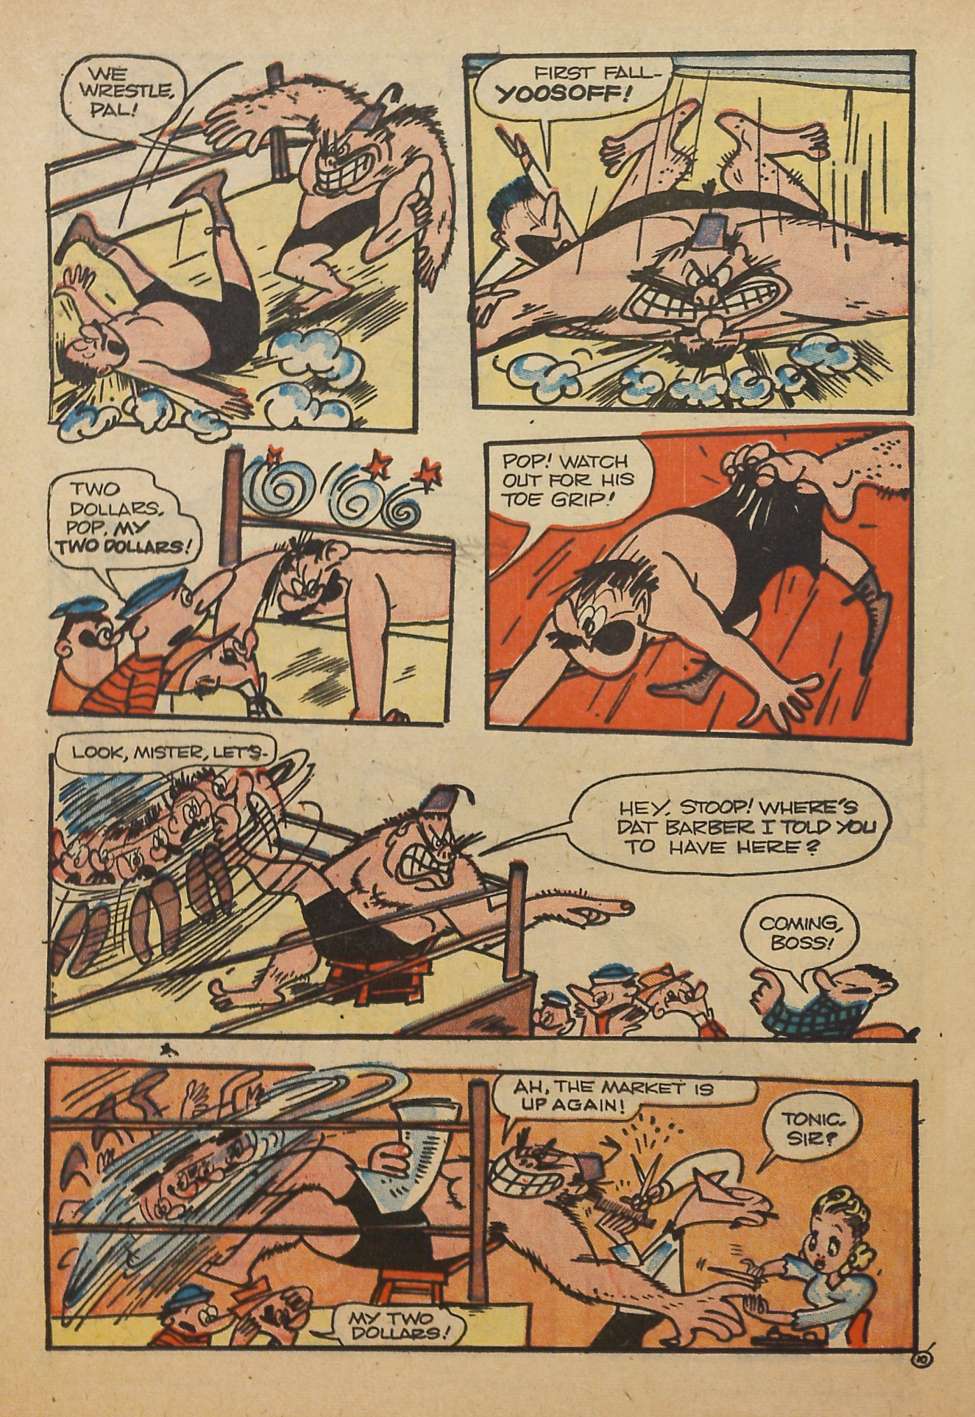 WE
WRESTLE,
PAL!
FIRST FALL-
YOOSOFF!
TWO
DOLLARS,
POP. MY
TWO DOLLARS!
POP! WATCH
OUT FOR HIS
TOE GRIP!
LOOK, MISTER, LET'S-
HEY, STOOP! WHERE'S
DAT BARBER I TOLD YOU
TO HAVE HERE?
COMING,
BOSS!
AH, THE MARKET IS
UP AGAIN!
TONIC,
SIR?
MY TWO
DOLLARS!
10